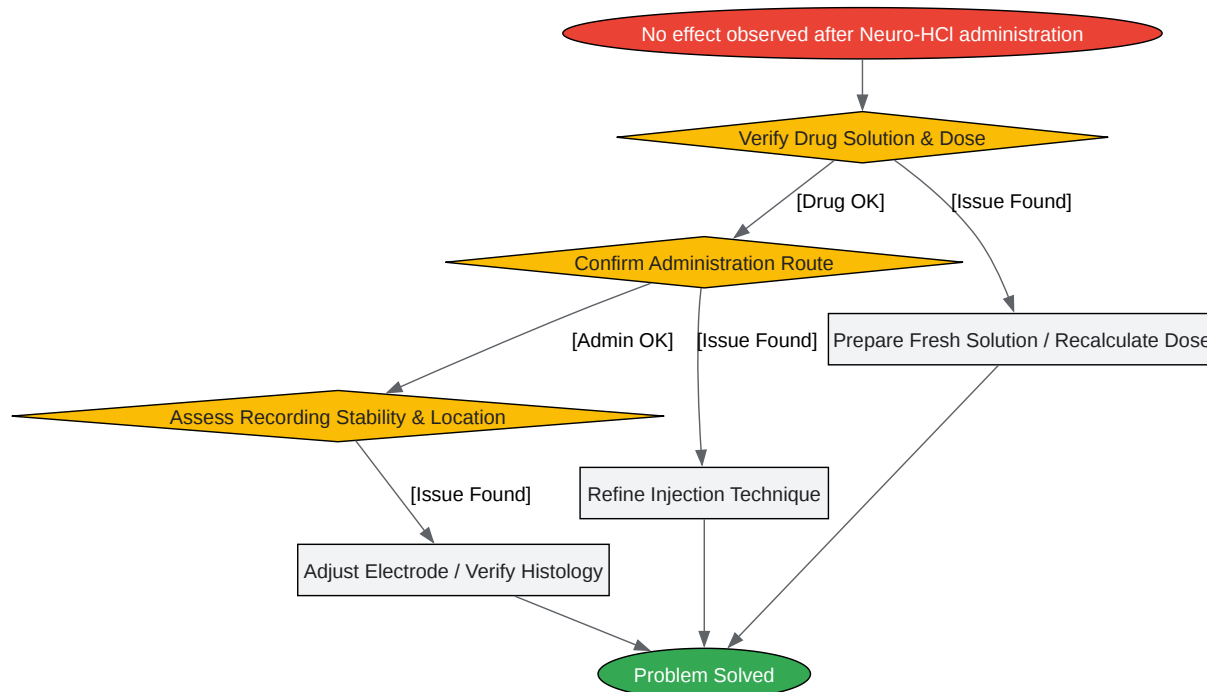 No effect observed after Neuro-HCl administration
Verify Drug Solution & Dose
[Drug OK]
[Issue Found]
Confirm Administration Route
[Admin OK]
[Issue Found]
Prepare Fresh Solution / Recalculate Dose
Assess Recording Stability & Location
[Issue Found]
Refine Injection Technique
Adjust Electrode / Verify Histology
Problem Solved